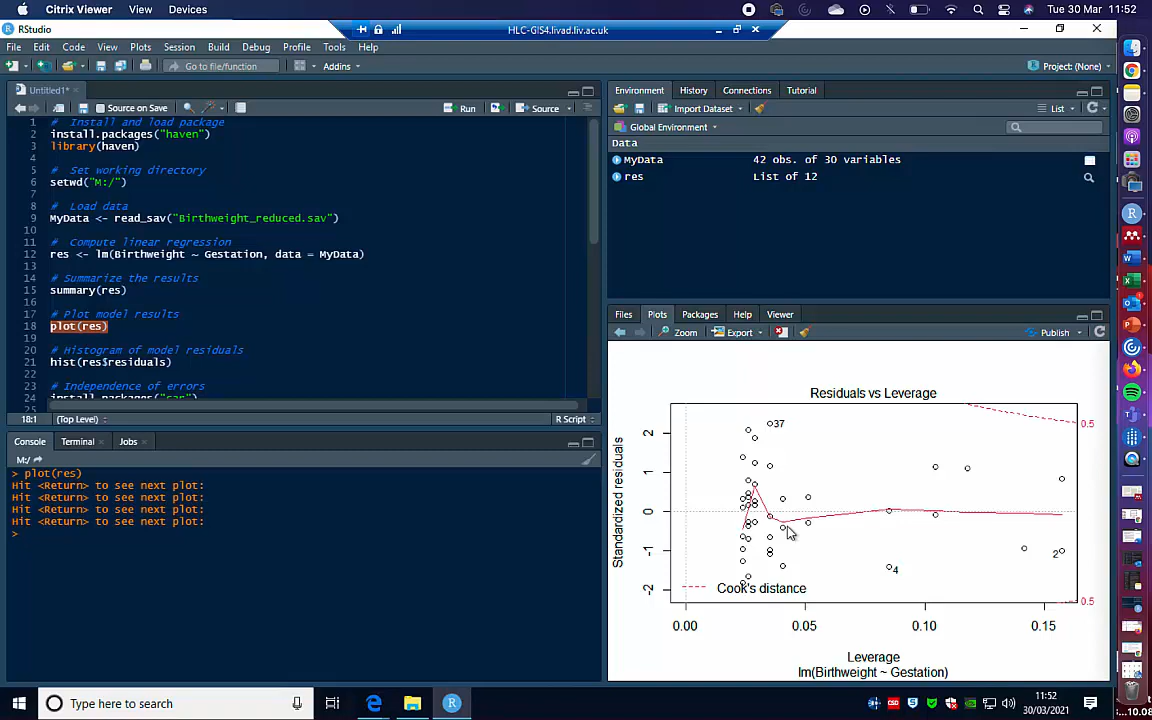 Citrix Viewer View Devices Tue 30 Mar 11:52
RStudio
HLC-GIS4.livad.liv.ac.uk
File Edit Code View Plots Session Build Debug Profile Tools Help
Go to file/function Addins Project: (None)
Untitled1*
Source on Save Run Source
1 # Install and load package
2 install.packages("haven")
3 library(haven)
4
5 # Set working directory
6 setwd("M:/")
7
8 # Load data
9 MyData <- read_sav("Birthweight_reduced.sav")
10
11 # Compute linear regression
12 res <- lm(Birthweight ~ Gestation, data = MyData)
13
14 # Summarize the results
15 summary(res)
16
17 # Plot model results
18 plot(res)
19
20 # Histogram of model residuals
21 hist(res$residuals)
22
23 # Independence of errors
24 install.packages("car")
25
18:1 (Top Level) R Script
Console Terminal Jobs
M:/
> plot(res)
Hit <Return> to see next plot:
Hit <Return> to see next plot:
Hit <Return> to see next plot:
Hit <Return> to see next plot:
>
Environment History Connections Tutorial
Import Dataset List
Global Environment
Data
MyData 42 obs. of 30 variables
res List of 12
Files Plots Packages Help Viewer
Zoom Export Publish
Residuals vs Leverage
Standardized residuals
2
1
0
-1
-2
37
4
2
0.5
0.5
Cook's distance
0.00 0.05 0.10 0.15
Leverage
lm(Birthweight ~ Gestation)
Type here to search
11:52
30/03/2021